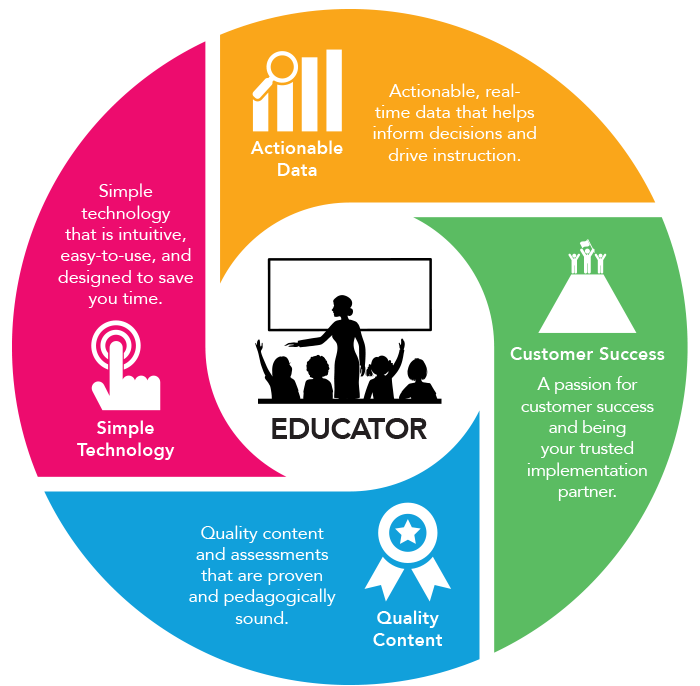 Actionable
Data
Actionable, real-
time data that helps
inform decisions and
drive instruction.
Customer Success
A passion for
customer success
and being
your trusted
implementation
partner.
Quality content
and assessments
that are proven
and pedagogically
sound.
Quality
Content
Simple
technology
that is intuitive,
easy-to-use, and
designed to save
you time.
Simple
Technology
EDUCATOR